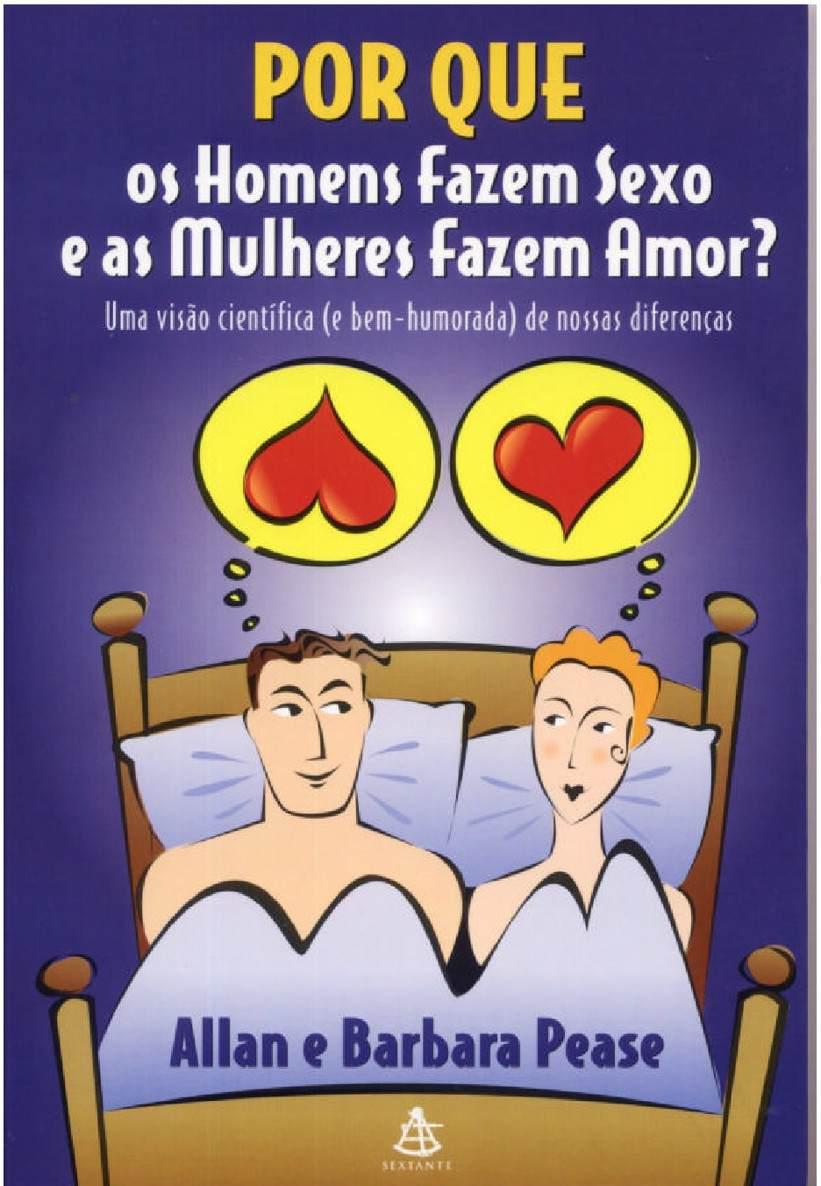 POR QUE
os Homens Fazem Sexo
e as Mulheres Fazem Amor?
Uma visão científica (e bem-humorada) de nossas diferenças
Allan e Barbara Pease
SEXTANTE